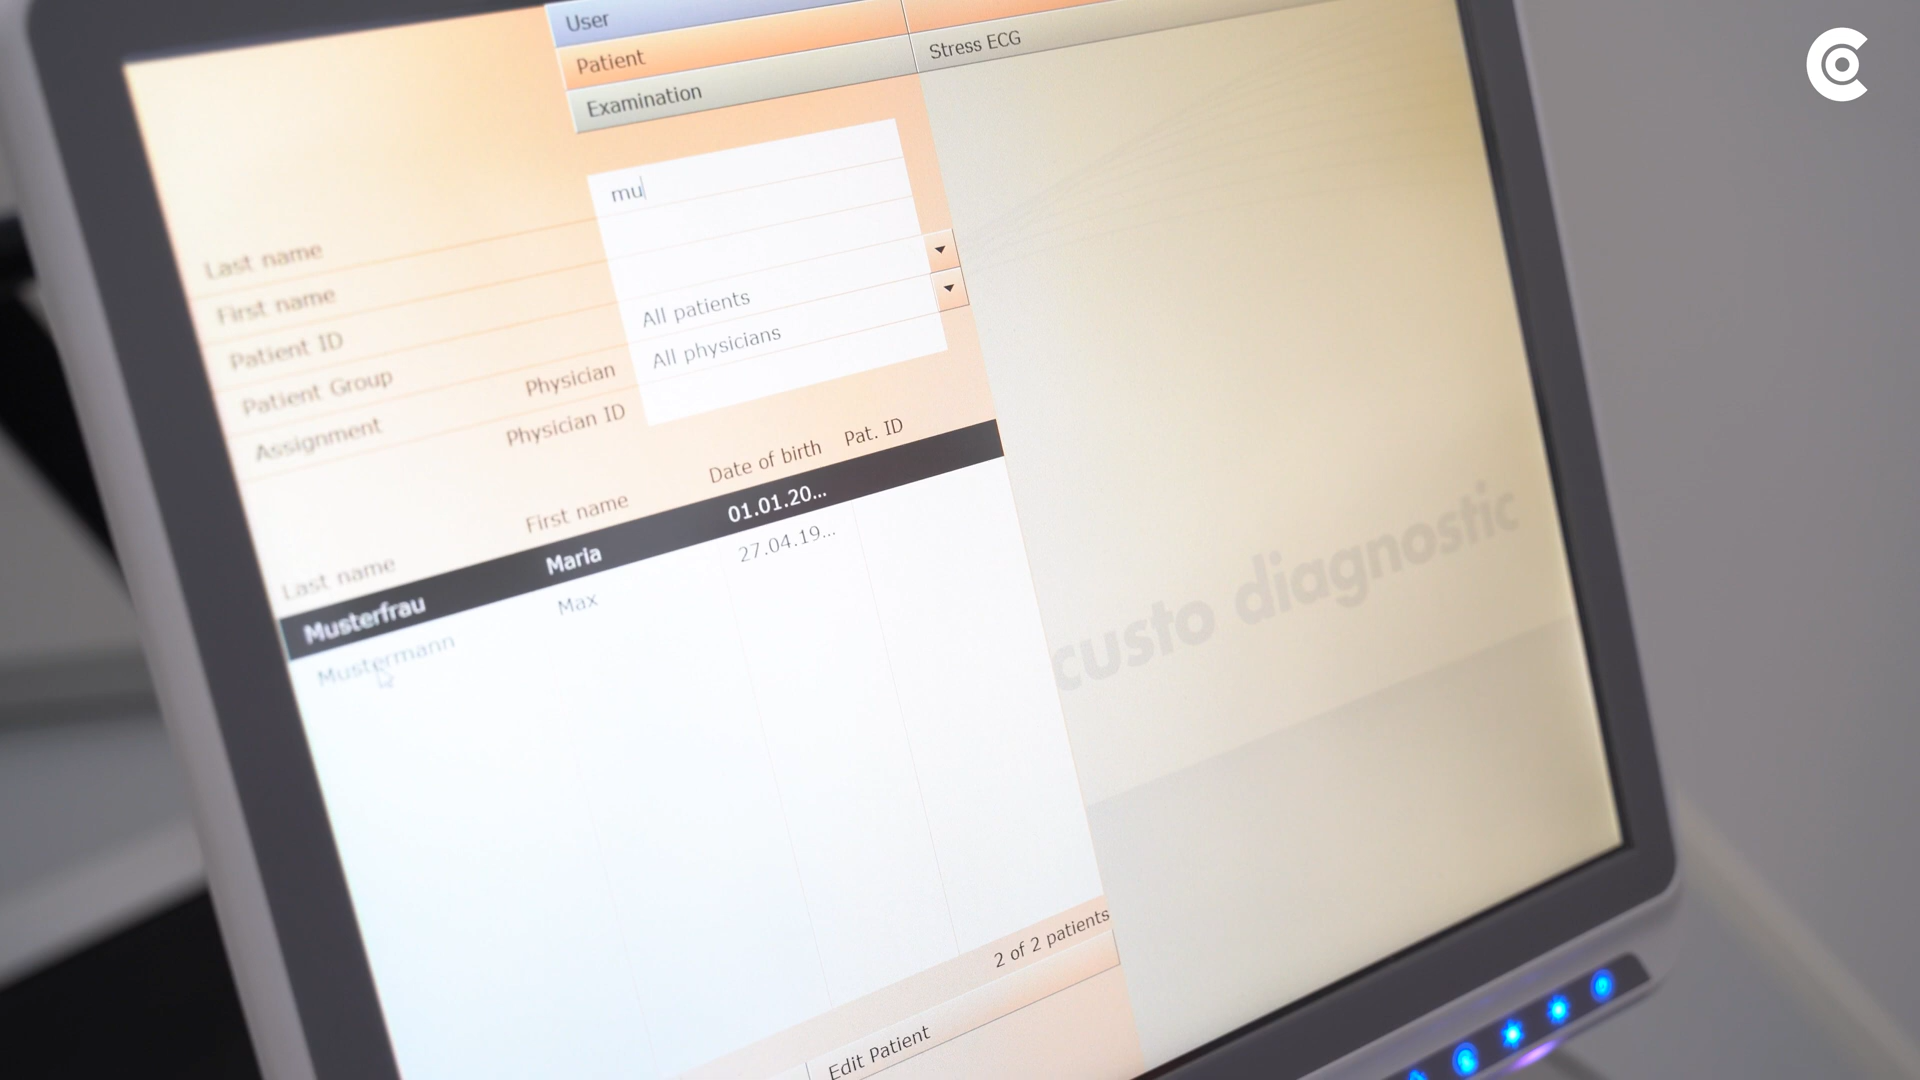 User
Patient
Examination
Stress ECG
Last name
mu
First name
Patient ID
Patient Group
All patients
Assignment
Physician
All physicians
Physician ID
Last name
First name
Date of birth
Pat. ID
Musterfrau
Maria
01.01.20...
Mustermann
Max
27.04.19...
custo diagnostic
2 of 2 patients
Edit Patient